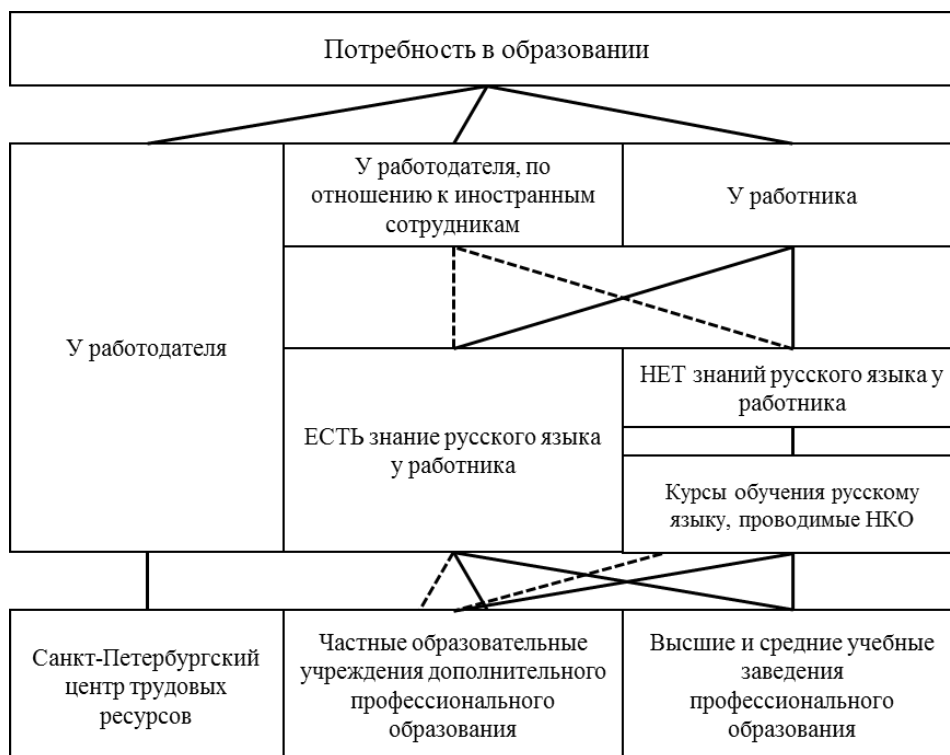 Потребность в образовании
У работодателя
У работодателя, по
отношению к иностранным
сотрудникам
У работника
ЕСТЬ знание русского языка
у работника
НЕТ знаний русского языка у
работника
Курсы обучения русскому
языку, проводимые НКО
Санкт-Петербургский
центр трудовых
ресурсов
Частные образовательные
учреждения дополнительного
профессионального
образования
Высшие и средние учебные
заведения
профессионального
образования